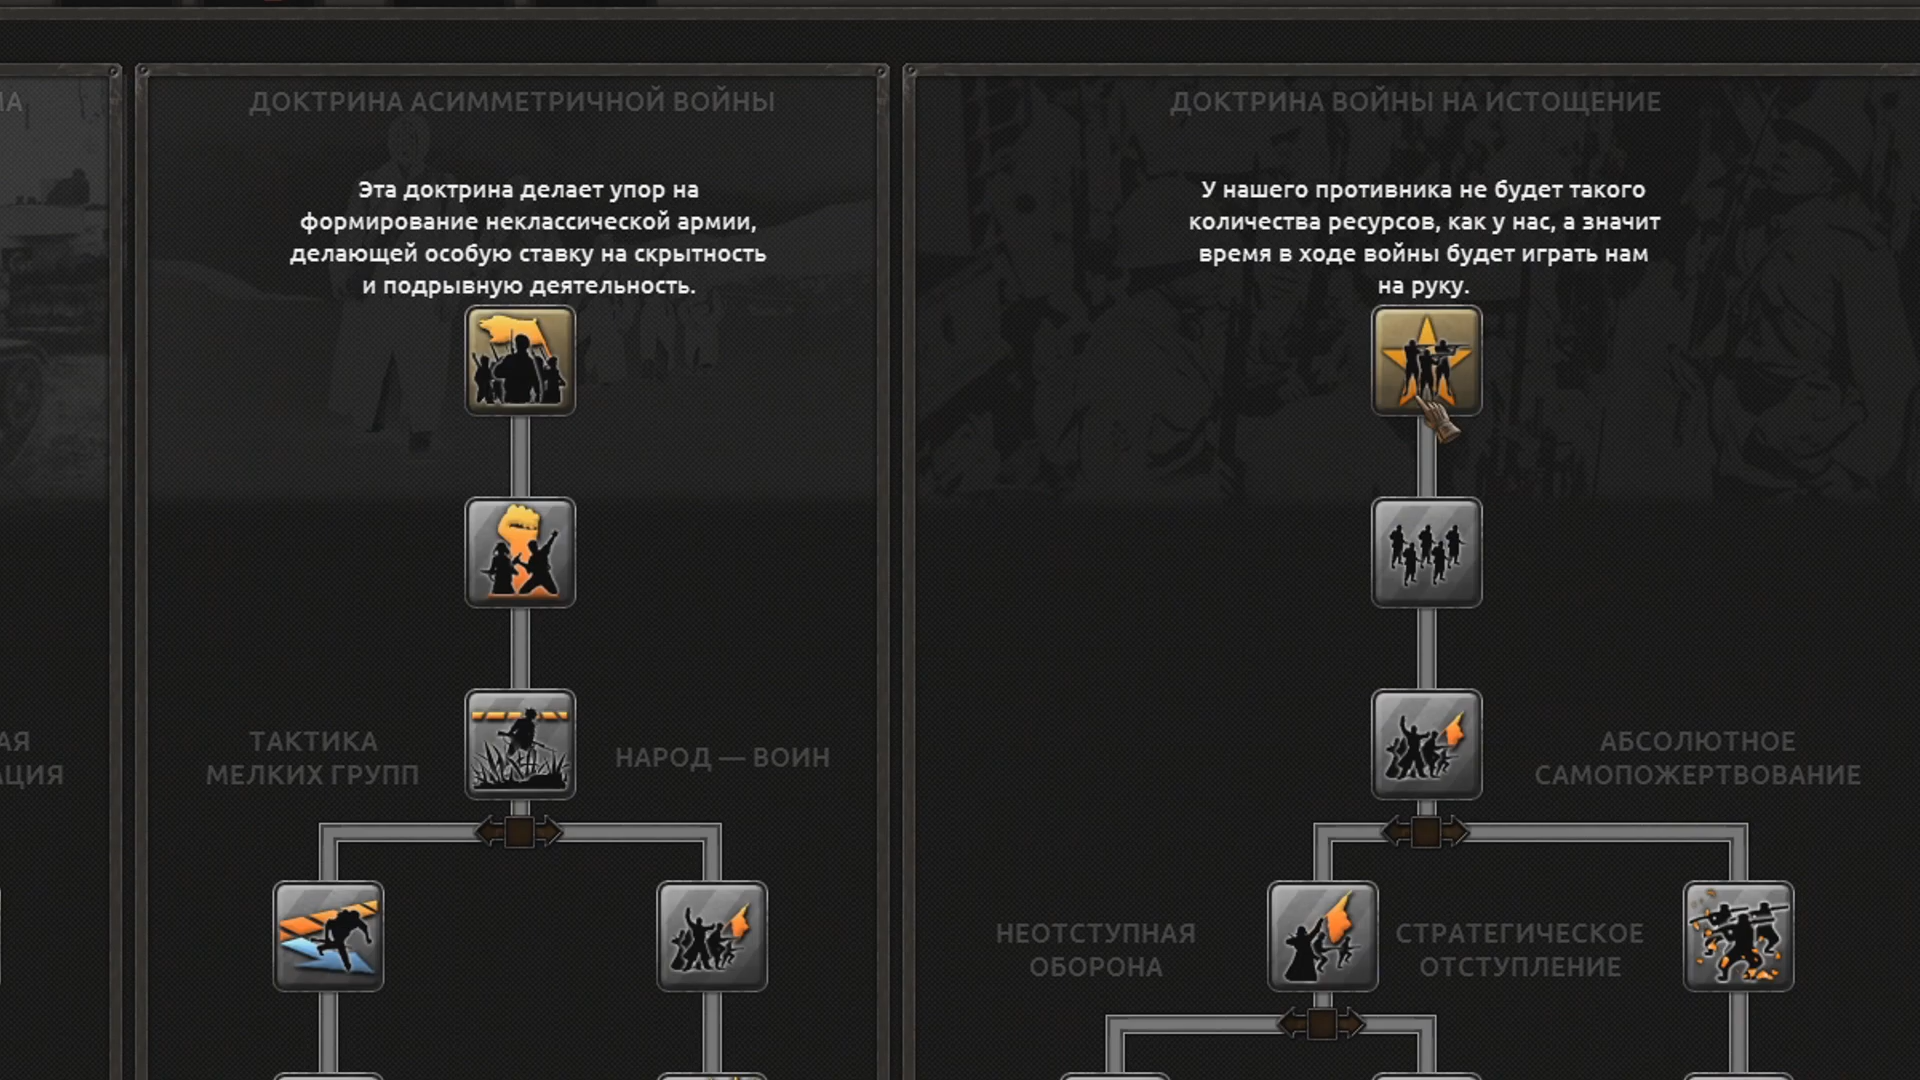 ДОКТРИНА АСИММЕТРИЧНОЙ ВОЙНЫ
Эта доктрина делает упор на
формирование неклассической армии,
делающей особую ставку на скрытность
и подрывную деятельность.
ТАКТИКА
МЕЛКИХ ГРУПП
НАРОД — ВОИН
ДОКТРИНА ВОЙНЫ НА ИСТОЩЕНИЕ
У нашего противника не будет такого
количества ресурсов, как у нас, а значит
время в ходе войны будет играть нам
на руку.
АБСОЛЮТНОЕ
САМОПОЖЕРТВОВАНИЕ
НЕОТСТУПНАЯ
ОБОРОНА
СТРАТЕГИЧЕСКОЕ
ОТСТУПЛЕНИЕ